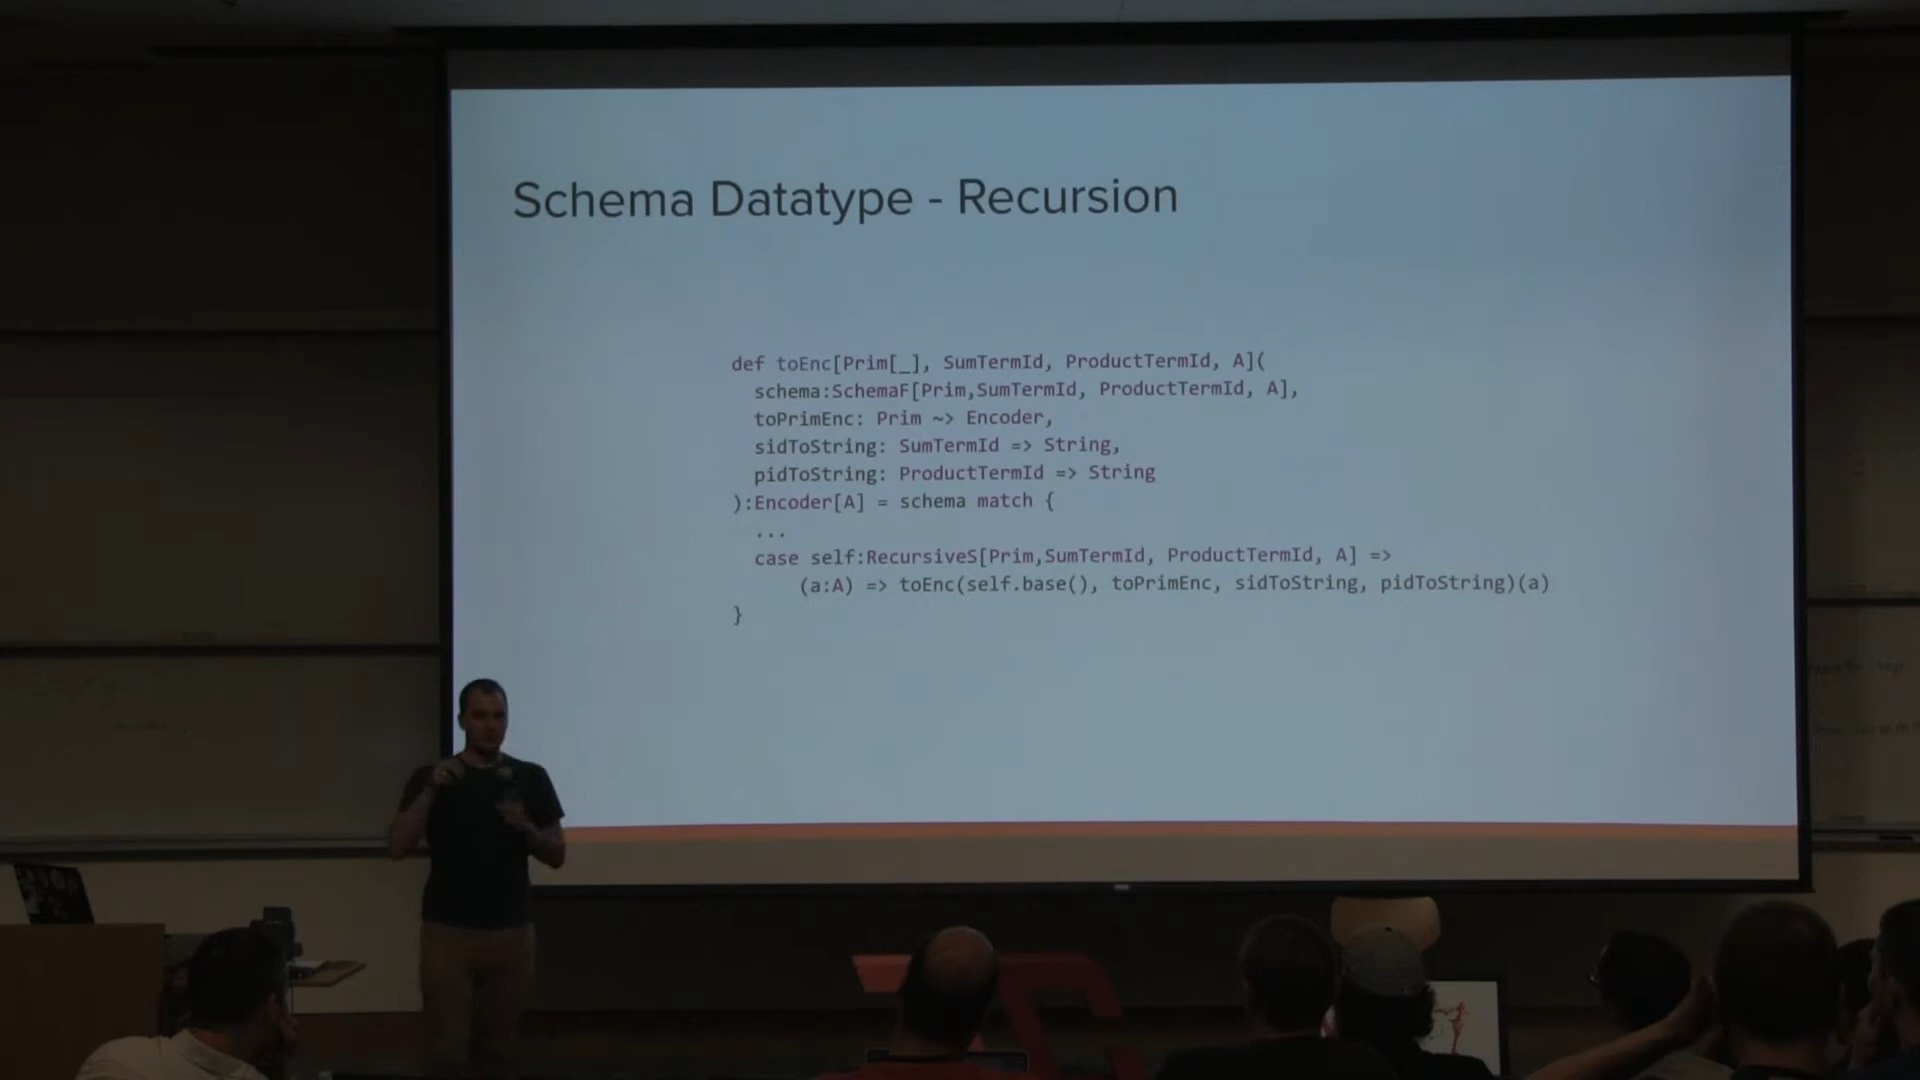 Schema Datatype - Recursion
def toEnc[Prim[_], SumTermId, ProductTermId, A](
schema:SchemaF[Prim,SumTermId, ProductTermId, A],
toPrimEnc: Prim ~> Encoder,
sidToString: SumTermId => String,
pidToString: ProductTermId => String
):Encoder[A] = schema match {
...
case self:RecursiveS[Prim,SumTermId, ProductTermId, A] =>
(a:A) => toEnc(self.base(), toPrimEnc, sidToString, pidToString)(a)
}